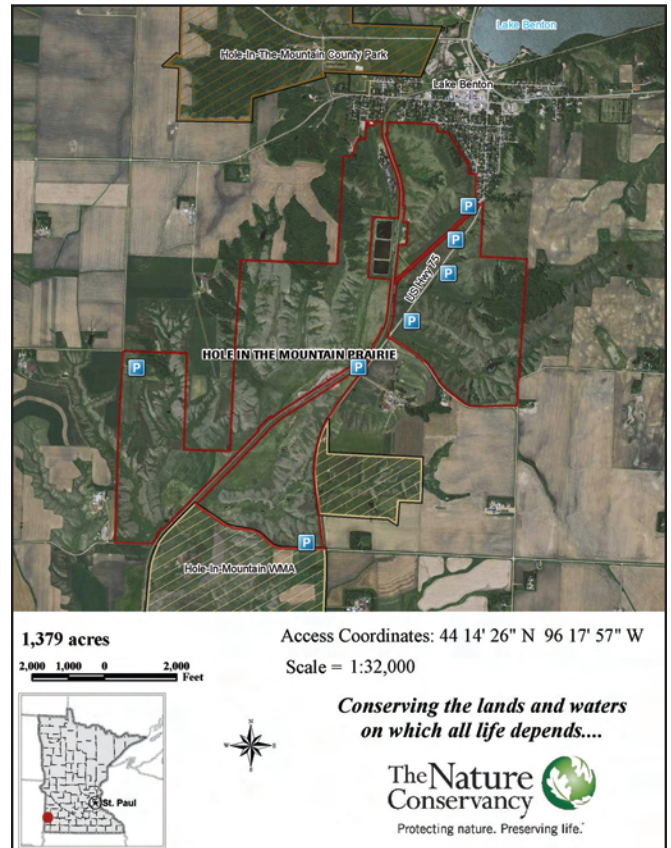 Lake Benton
Hole-In-The-Mountain County Park
Lake Benton
P
P
US Hwy 75
P
P
HOLE IN THE MOUNTAIN PRAIRIE
P
P
P
Hole-In-Mountain WMA
1,379 acres
Access Coordinates: 44 14' 26" N 96 17' 57" W
2,000 1,000 0 2,000
Feet
Scale = 1:32,000
Conserving the lands and waters
on which all life depends....
N
W E
S
St. Paul
The Nature
Conservancy
Protecting nature. Preserving life.™